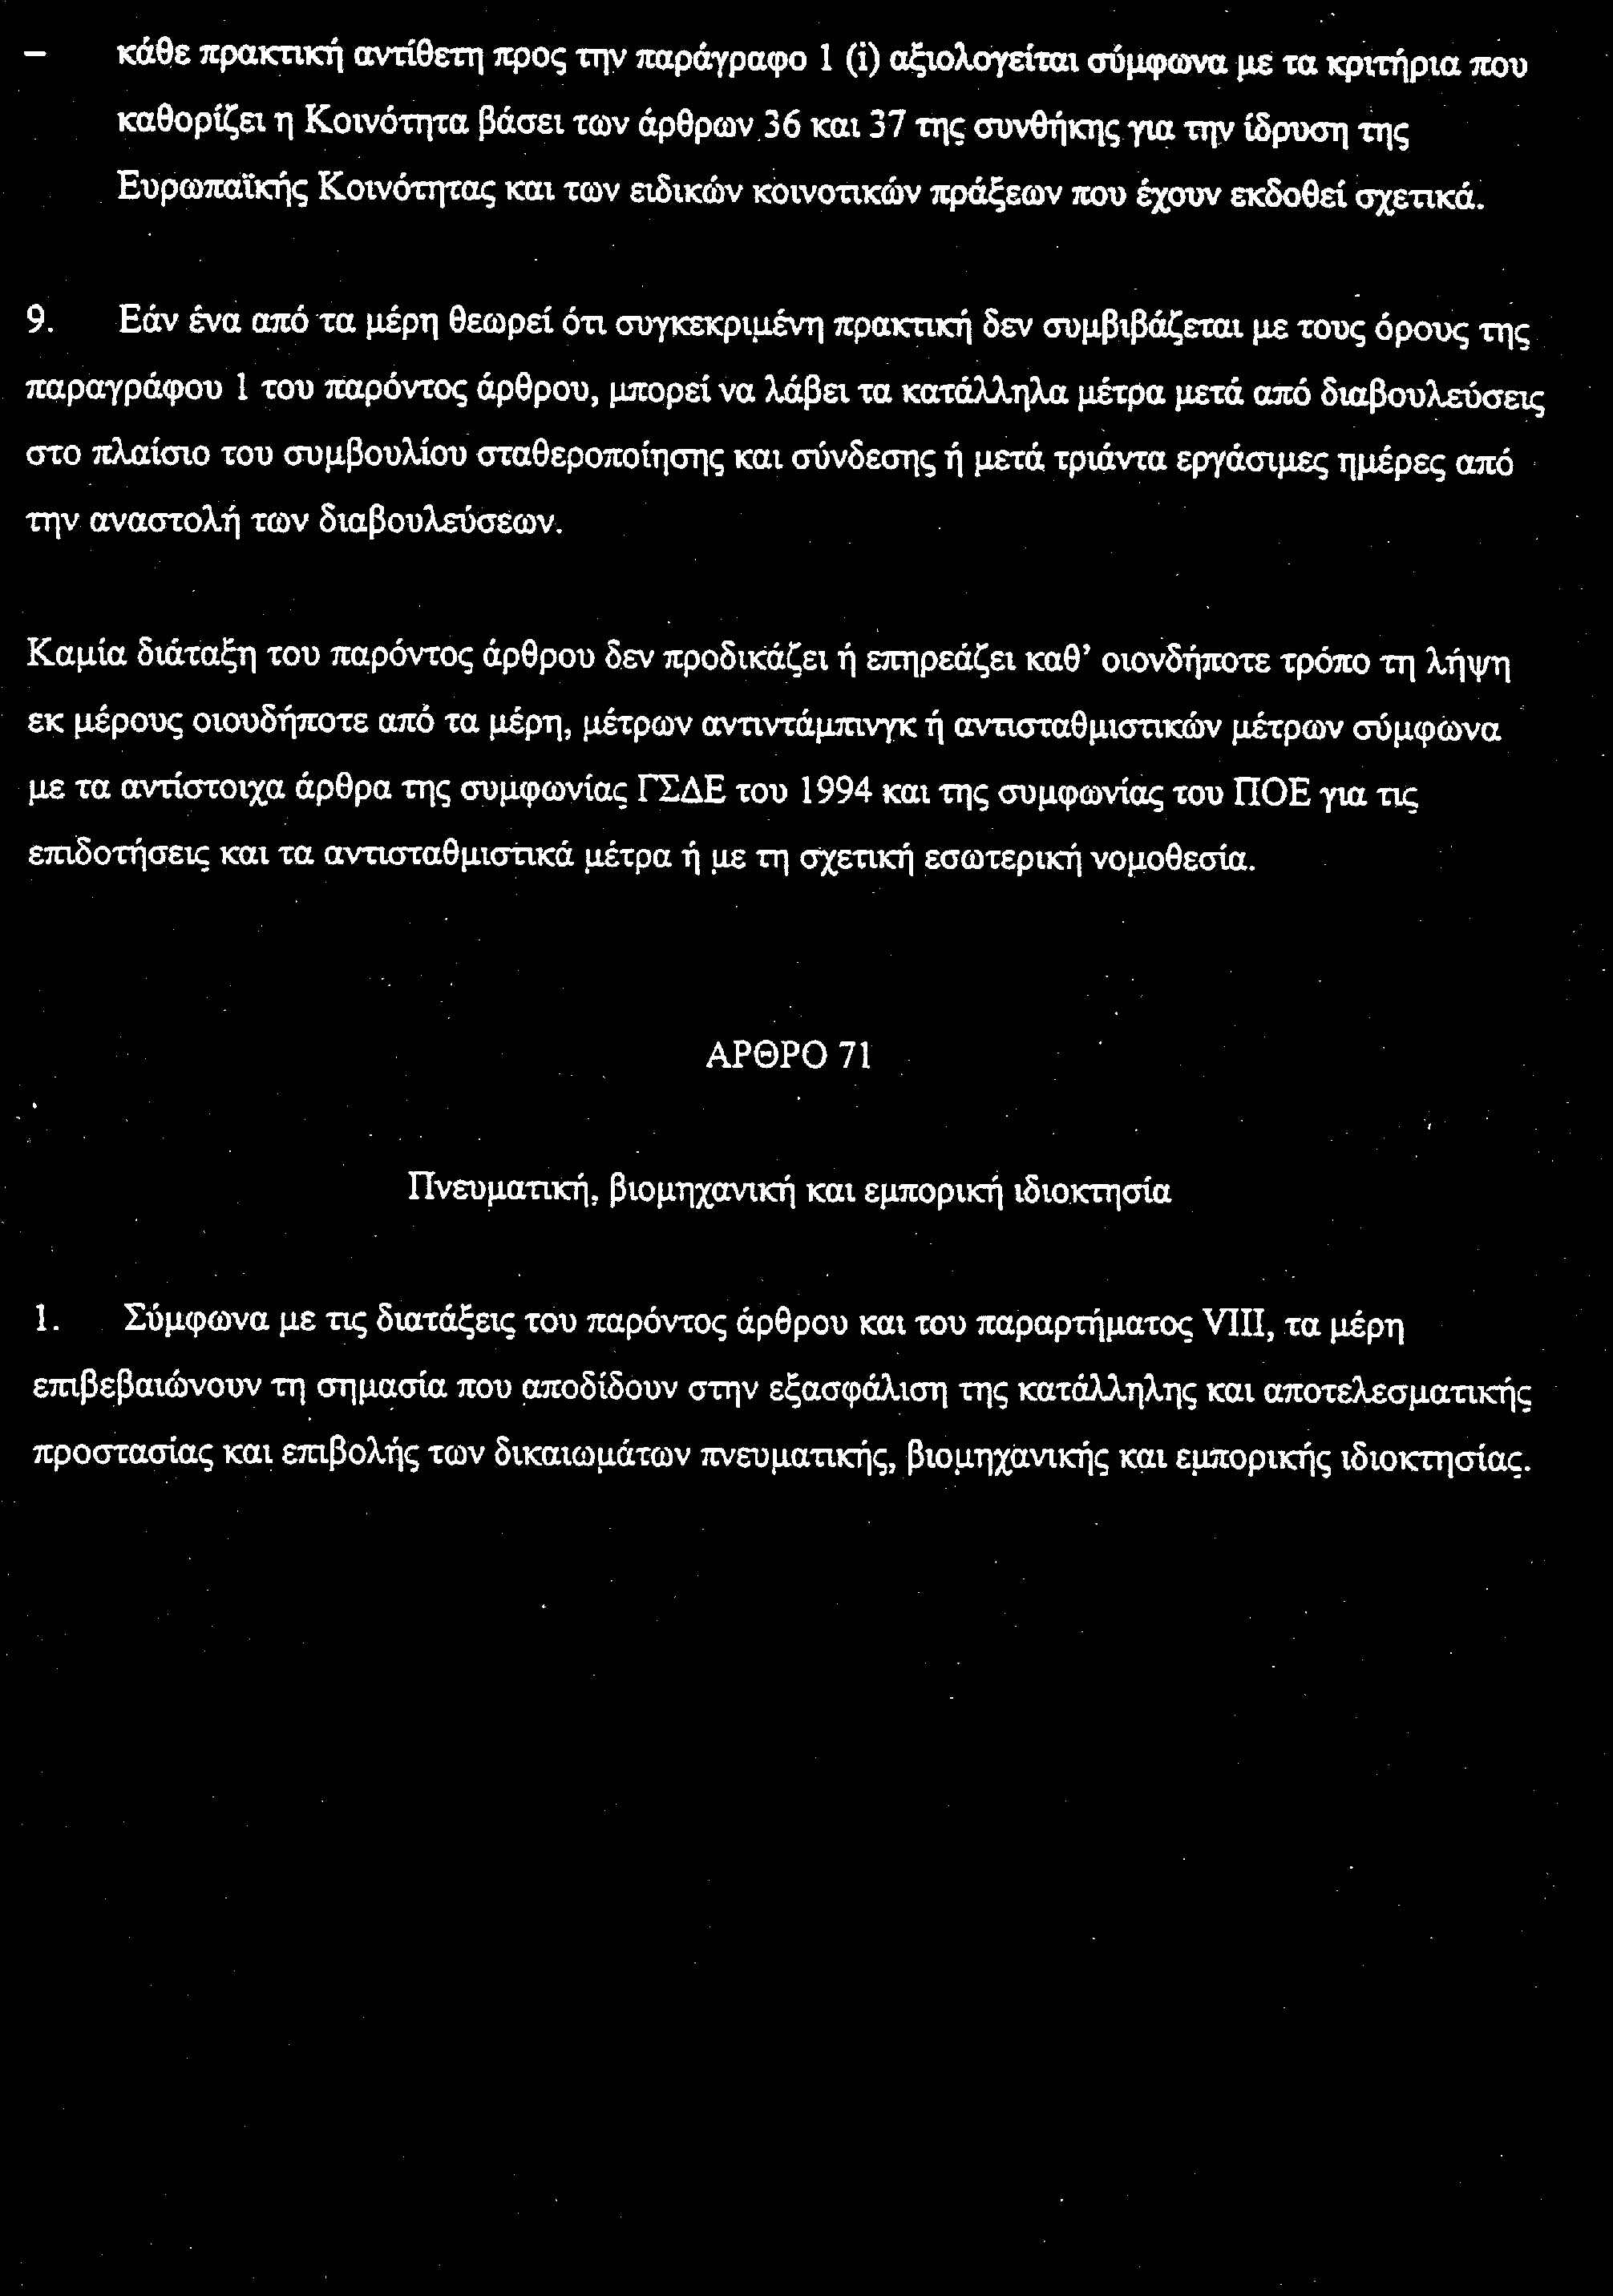 – κάθε πρακτική αντίθετη προς την παράγραφο 1 (i) αξιολογείται σύμφωνα με τα κριτήρια που
καθορίζει η Κοινότητα βάσει των άρθρων 36 και 37 της συνθήκης για την ίδρυση της
Ευρωπαϊκής Κοινότητας και των ειδικών κοινοτικών πράξεων που έχουν εκδοθεί σχετικά.
9. Εάν ένα από τα μέρη θεωρεί ότι συγκεκριμένη πρακτική δεν συμβιβάζεται με τους όρους της
παραγράφου 1 του παρόντος άρθρου, μπορεί να λάβει τα κατάλληλα μέτρα μετά από διαβουλεύσεις
στο πλαίσιο του συμβουλίου σταθεροποίησης και σύνδεσης ή μετά τριάντα εργάσιμες ημέρες από
την αναστολή των διαβουλεύσεων.
Καμία διάταξη του παρόντος άρθρου δεν προδικάζει ή επηρεάζει καθ’ οιονδήποτε τρόπο τη λήψη
εκ μέρους οιουδήποτε από τα μέρη, μέτρων αντιντάμπινγκ ή αντισταθμιστικών μέτρων σύμφωνα
με τα αντίστοιχα άρθρα της συμφωνίας ΓΣΔΕ του 1994 και της συμφωνίας του ΠΟΕ για τις
επιδοτήσεις και τα αντισταθμιστικά μέτρα ή με τη σχετική εσωτερική νομοθεσία.
ΑΡΘΡΟ 71
Πνευματική, βιομηχανική και εμπορική ιδιοκτησία
1. Σύμφωνα με τις διατάξεις του παρόντος άρθρου και του παραρτήματος VIII, τα μέρη
επιβεβαιώνουν τη σημασία που αποδίδουν στην εξασφάλιση της κατάλληλης και αποτελεσματικής
προστασίας και επιβολής των δικαιωμάτων πνευματικής, βιομηχανικής και εμπορικής ιδιοκτησίας.